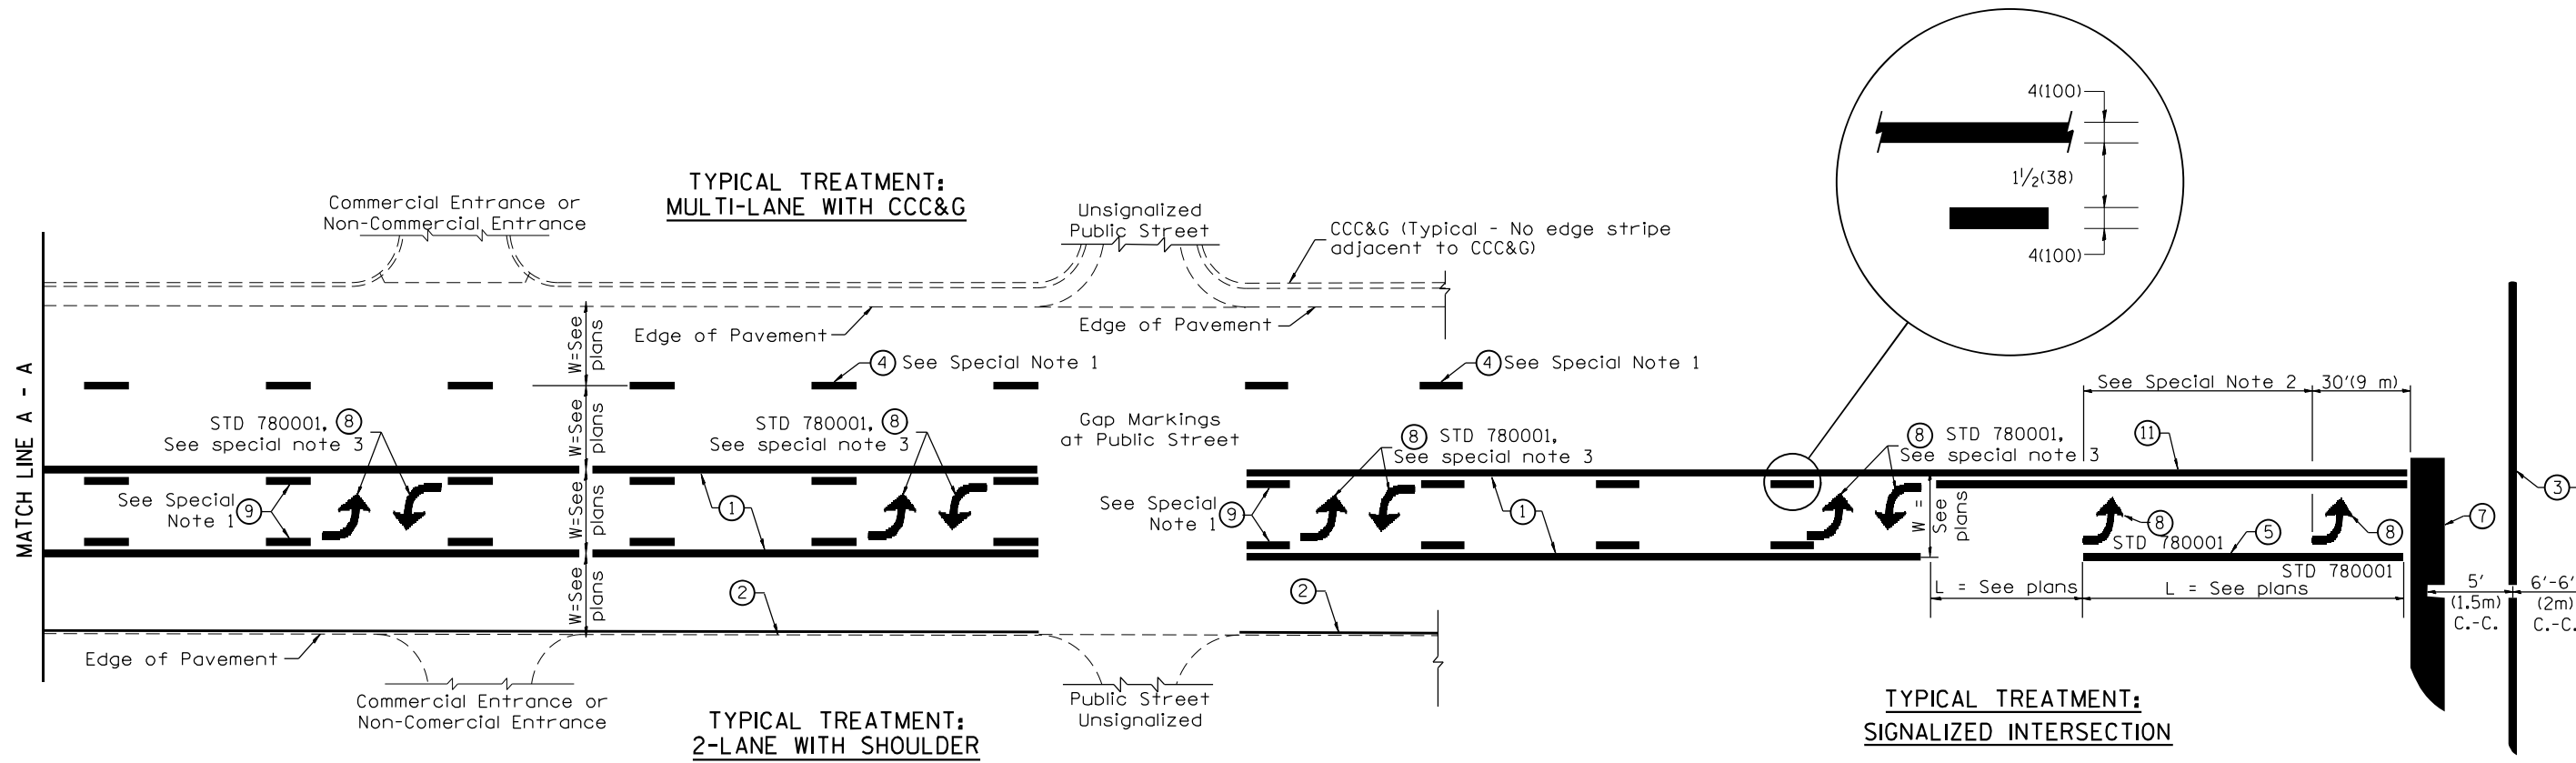 4(100)
1½(38)
4(100)
TYPICAL TREATMENT:
MULTI-LANE WITH CCC&G
Commercial Entrance or
Non-Commercial Entrance
Unsignalized
Public Street
CCC&G (Typical - No edge stripe
adjacent to CCC&G)
Edge of Pavement
Edge of Pavement
MATCH LINE A - A
W=See
plans
W=See
plans
W=See
plans
W=See
plans
4 See Special Note 1
4 See Special Note 1
See Special Note 2
30'(9 m)
STD 780001, 8
See special note 3
STD 780001, 8
See special note 3
Gap Markings
at Public Street
8 STD 780001,
See special note 3
8 STD 780001,
See special note 3
11
See Special
Note 1
9
1
See Special
Note 1
9
1
W =
See
plans
8
8
STD 780001
5
STD 780001
3
7
2
2
L = See plans
L = See plans
5'
(1.5m)
C.-C.
6'-6'
(2m)
C.-C.
Edge of Pavement
Commercial Entrance or
Non-Comercial Entrance
Public Street
Unsignalized
TYPICAL TREATMENT:
2-LANE WITH SHOULDER
TYPICAL TREATMENT:
SIGNALIZED INTERSECTION